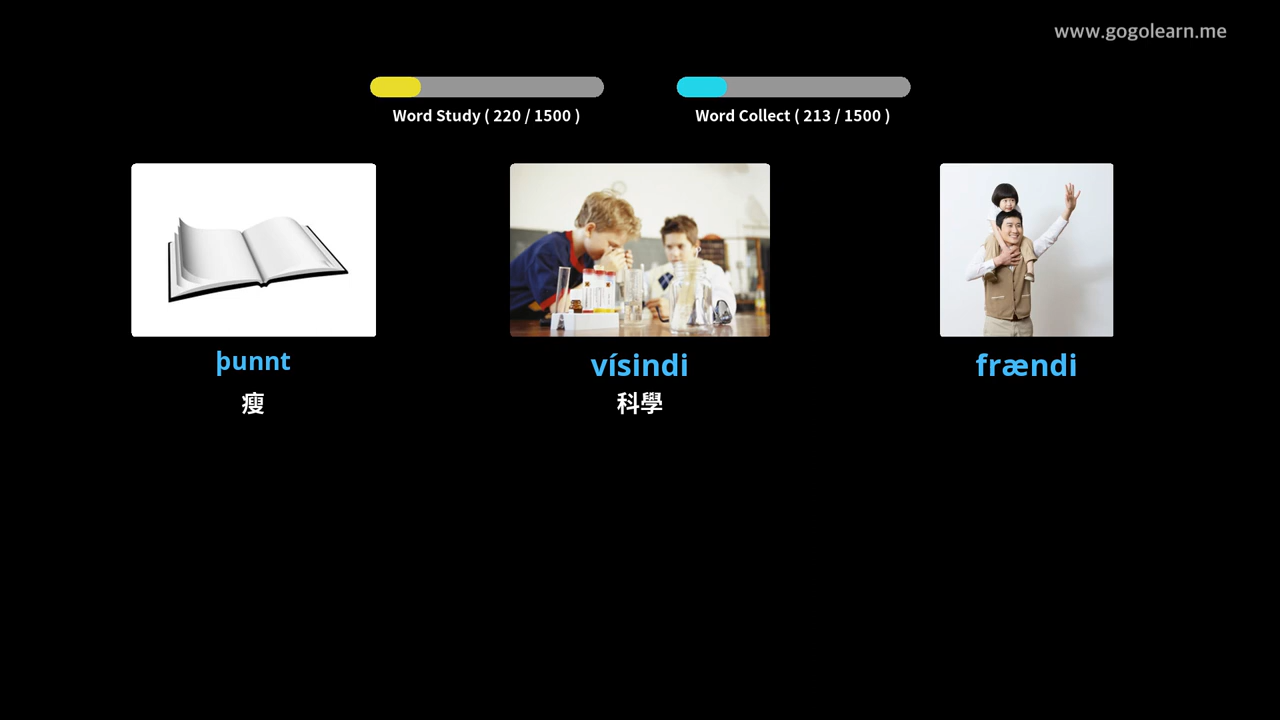 www.gogolearn.me
Word Study ( 220 / 1500 )
Word Collect ( 213 / 1500 )
þunnt
瘦
vísindi
科學
frændi